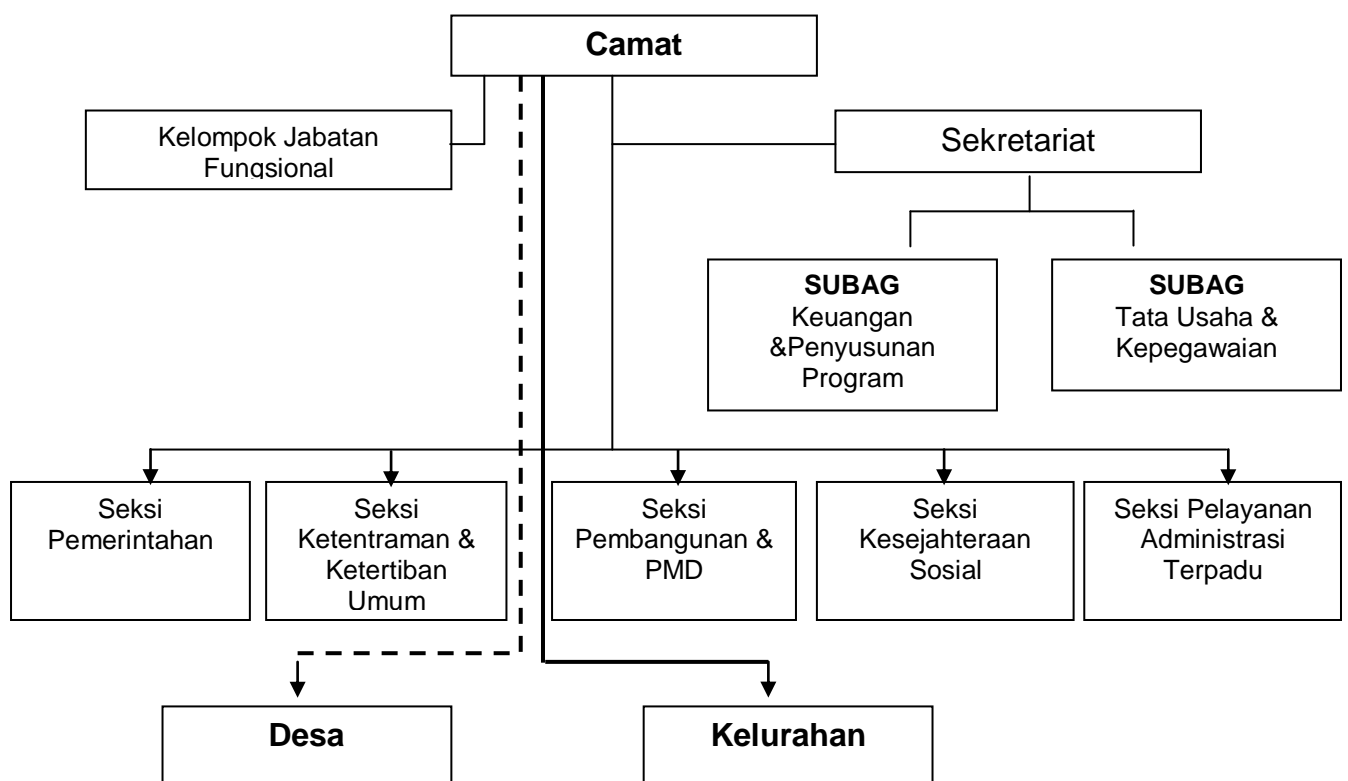 Camat
Kelompok Jabatan
Fungsional
Sekretariat
SUBAG
Keuangan
&Penyusunan
Program
SUBAG
Tata Usaha &
Kepegawaian
Seksi
Pemerintahan
Seksi
Ketentraman &
Ketertiban
Umum
Seksi
Pembangunan &
PMD
Seksi
Kesejahteraan
Sosial
Seksi Pelayanan
Administrasi
Terpadu
Desa
Kelurahan